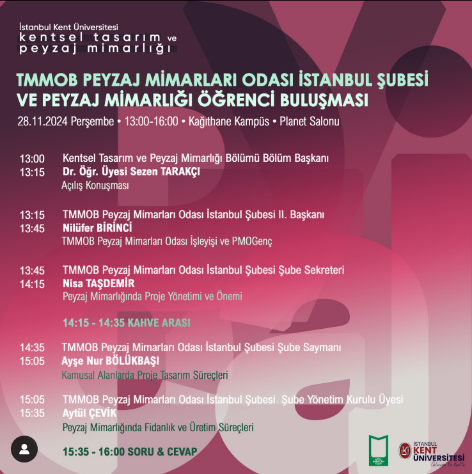 İstanbul Kent Üniversitesi
kentsel tasarım ve
peyzaj mimarlığı
TMMOB PEYZAJ MİMARLARI ODASI İSTANBUL ŞUBESİ
VE PEYZAJ MİMARLIĞI ÖĞRENCİ BULUŞMASI
28.11.2024 Perşembe • 13:00-16:00 • Kağıthane Kampüs • Planet Salonu
13:00 Kentsel Tasarım ve Peyzaj Mimarlığı Bölümü Bölüm Başkanı
13:15 Dr. Öğr. Üyesi Sezen TARAKÇI
Açılış Konuşması
13:15 TMMOB Peyzaj Mimarları Odası İstanbul Şubesi II. Başkanı
13:45 Nilüfer BİRİNCİ
TMMOB Peyzaj Mimarları Odası İşleyişi ve PMOGenç
13:45 TMMOB Peyzaj Mimarları Odası İstanbul Şubesi Şube Sekreteri
14:15 Nisa TAŞDEMİR
Peyzaj Mimarlığında Proje Yönetimi ve Önemi
14:15 - 14:35 KAHVE ARASI
14:35 TMMOB Peyzaj Mimarları Odası İstanbul Şubesi Şube Saymanı
15:05 Ayşe Nur BÖLÜKBAŞI
Kamusal Alanlarda Proje Tasarım Süreçleri
15:05 TMMOB Peyzaj Mimarları Odası İstanbul Şubesi Şube Yönetim Kurulu Üyesi
15:35 Aytül ÇEVİK
Peyzaj Mimarlığında Fidanlık ve Üretim Süreçleri
15:35 - 16:00 SORU & CEVAP
İSTANBUL
KENT
ÜNİVERSİTESİ